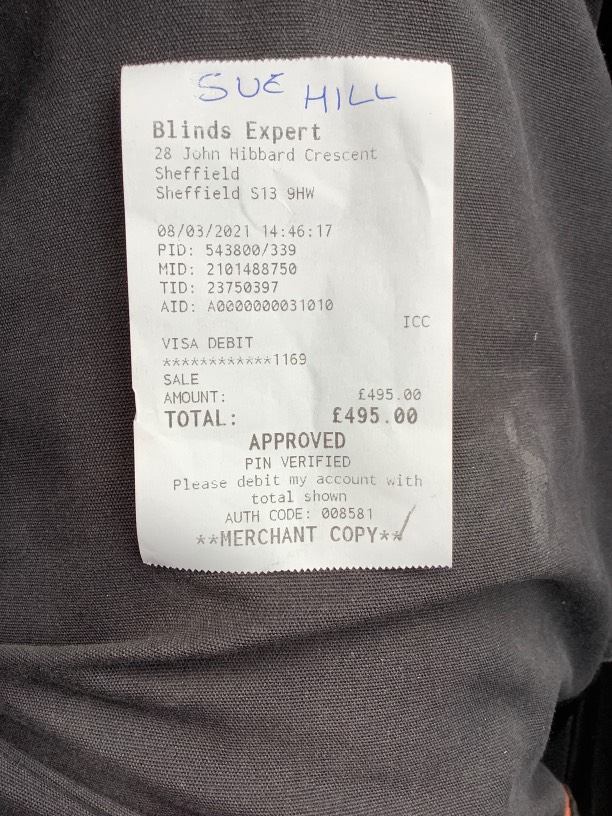 SUE HILL
Blinds Expert
28 John Hibbard Crescent
Sheffield
Sheffield S13 9HW
08/03/2021 14:46:17
PID: 543800/339
MID: 2101488750
TID: 23750397
AID: A0000000031010
ICC
VISA DEBIT
************1169
SALE
AMOUNT: £495.00
TOTAL: £495.00
APPROVED
PIN VERIFIED
Please debit my account with
total shown
AUTH CODE: 008581
**MERCHANT COPY**